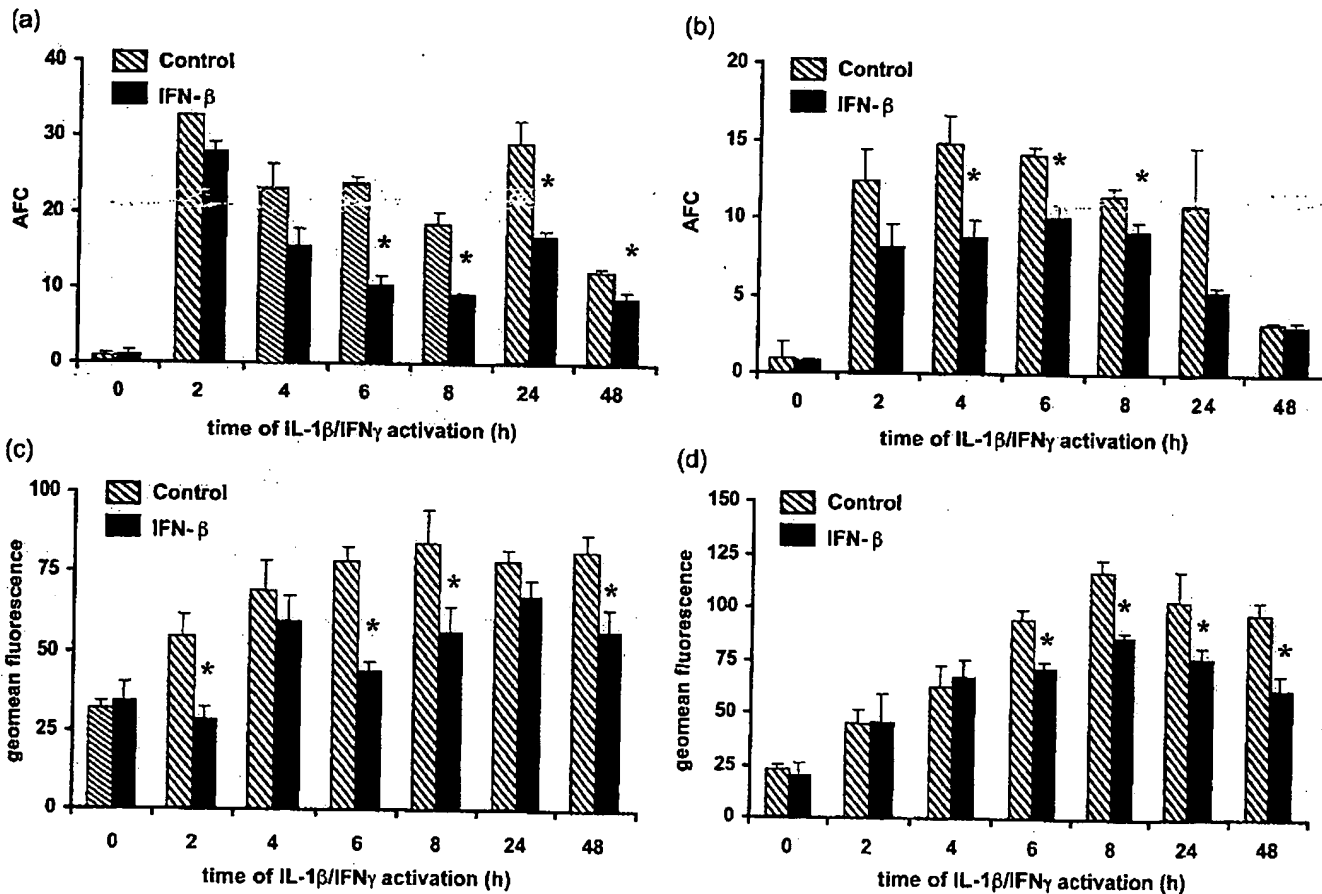 (a)
40
30
20
10
0
AFC
Control
IFN-β
*
*
*
*
0 2 4 6 8 24 48
time of IL-1β/IFNγ activation (h)
(b)
20
15
10
5
0
AFC
Control
IFN-β
*
*
*
0 2 4 6 8 24 48
time of IL-1β/IFNγ activation (h)
(c)
100
75
50
25
0
geomean fluorescence
Control
IFN-β
*
*
*
*
0 2 4 6 8 24 48
time of IL-1β/IFNγ activation (h)
(d)
150
125
100
75
50
25
0
geomean fluorescence
Control
IFN-β
*
*
*
*
0 2 4 6 8 24 48
time of IL-1β/IFNγ activation (h)